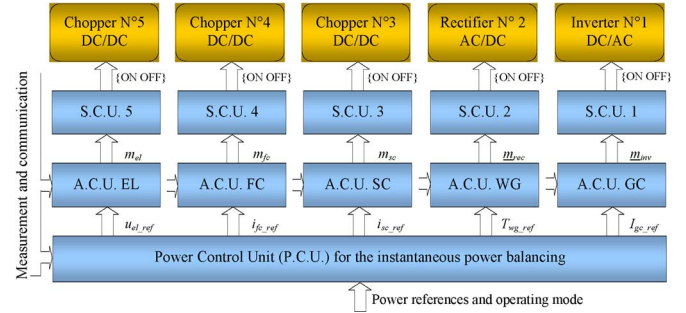 Chopper N°5
DC/DC
Chopper N°4
DC/DC
Chopper N°3
DC/DC
Rectifier N° 2
AC/DC
Inverter N°1
DC/AC
{ON OFF}
{ON OFF}
{ON OFF}
{ON OFF}
{ON OFF}
S.C.U. 5
S.C.U. 4
S.C.U. 3
S.C.U. 2
S.C.U. 1
m_el
m_fc
m_sc
m_rec
m_inv
A.C.U. EL
A.C.U. FC
A.C.U. SC
A.C.U. WG
A.C.U. GC
u_el_ref
i_fc_ref
i_sc_ref
T_wg_ref
I_gc_ref
Power Control Unit (P.C.U.) for the instantaneous power balancing
Power references and operating mode
Measurement and communication